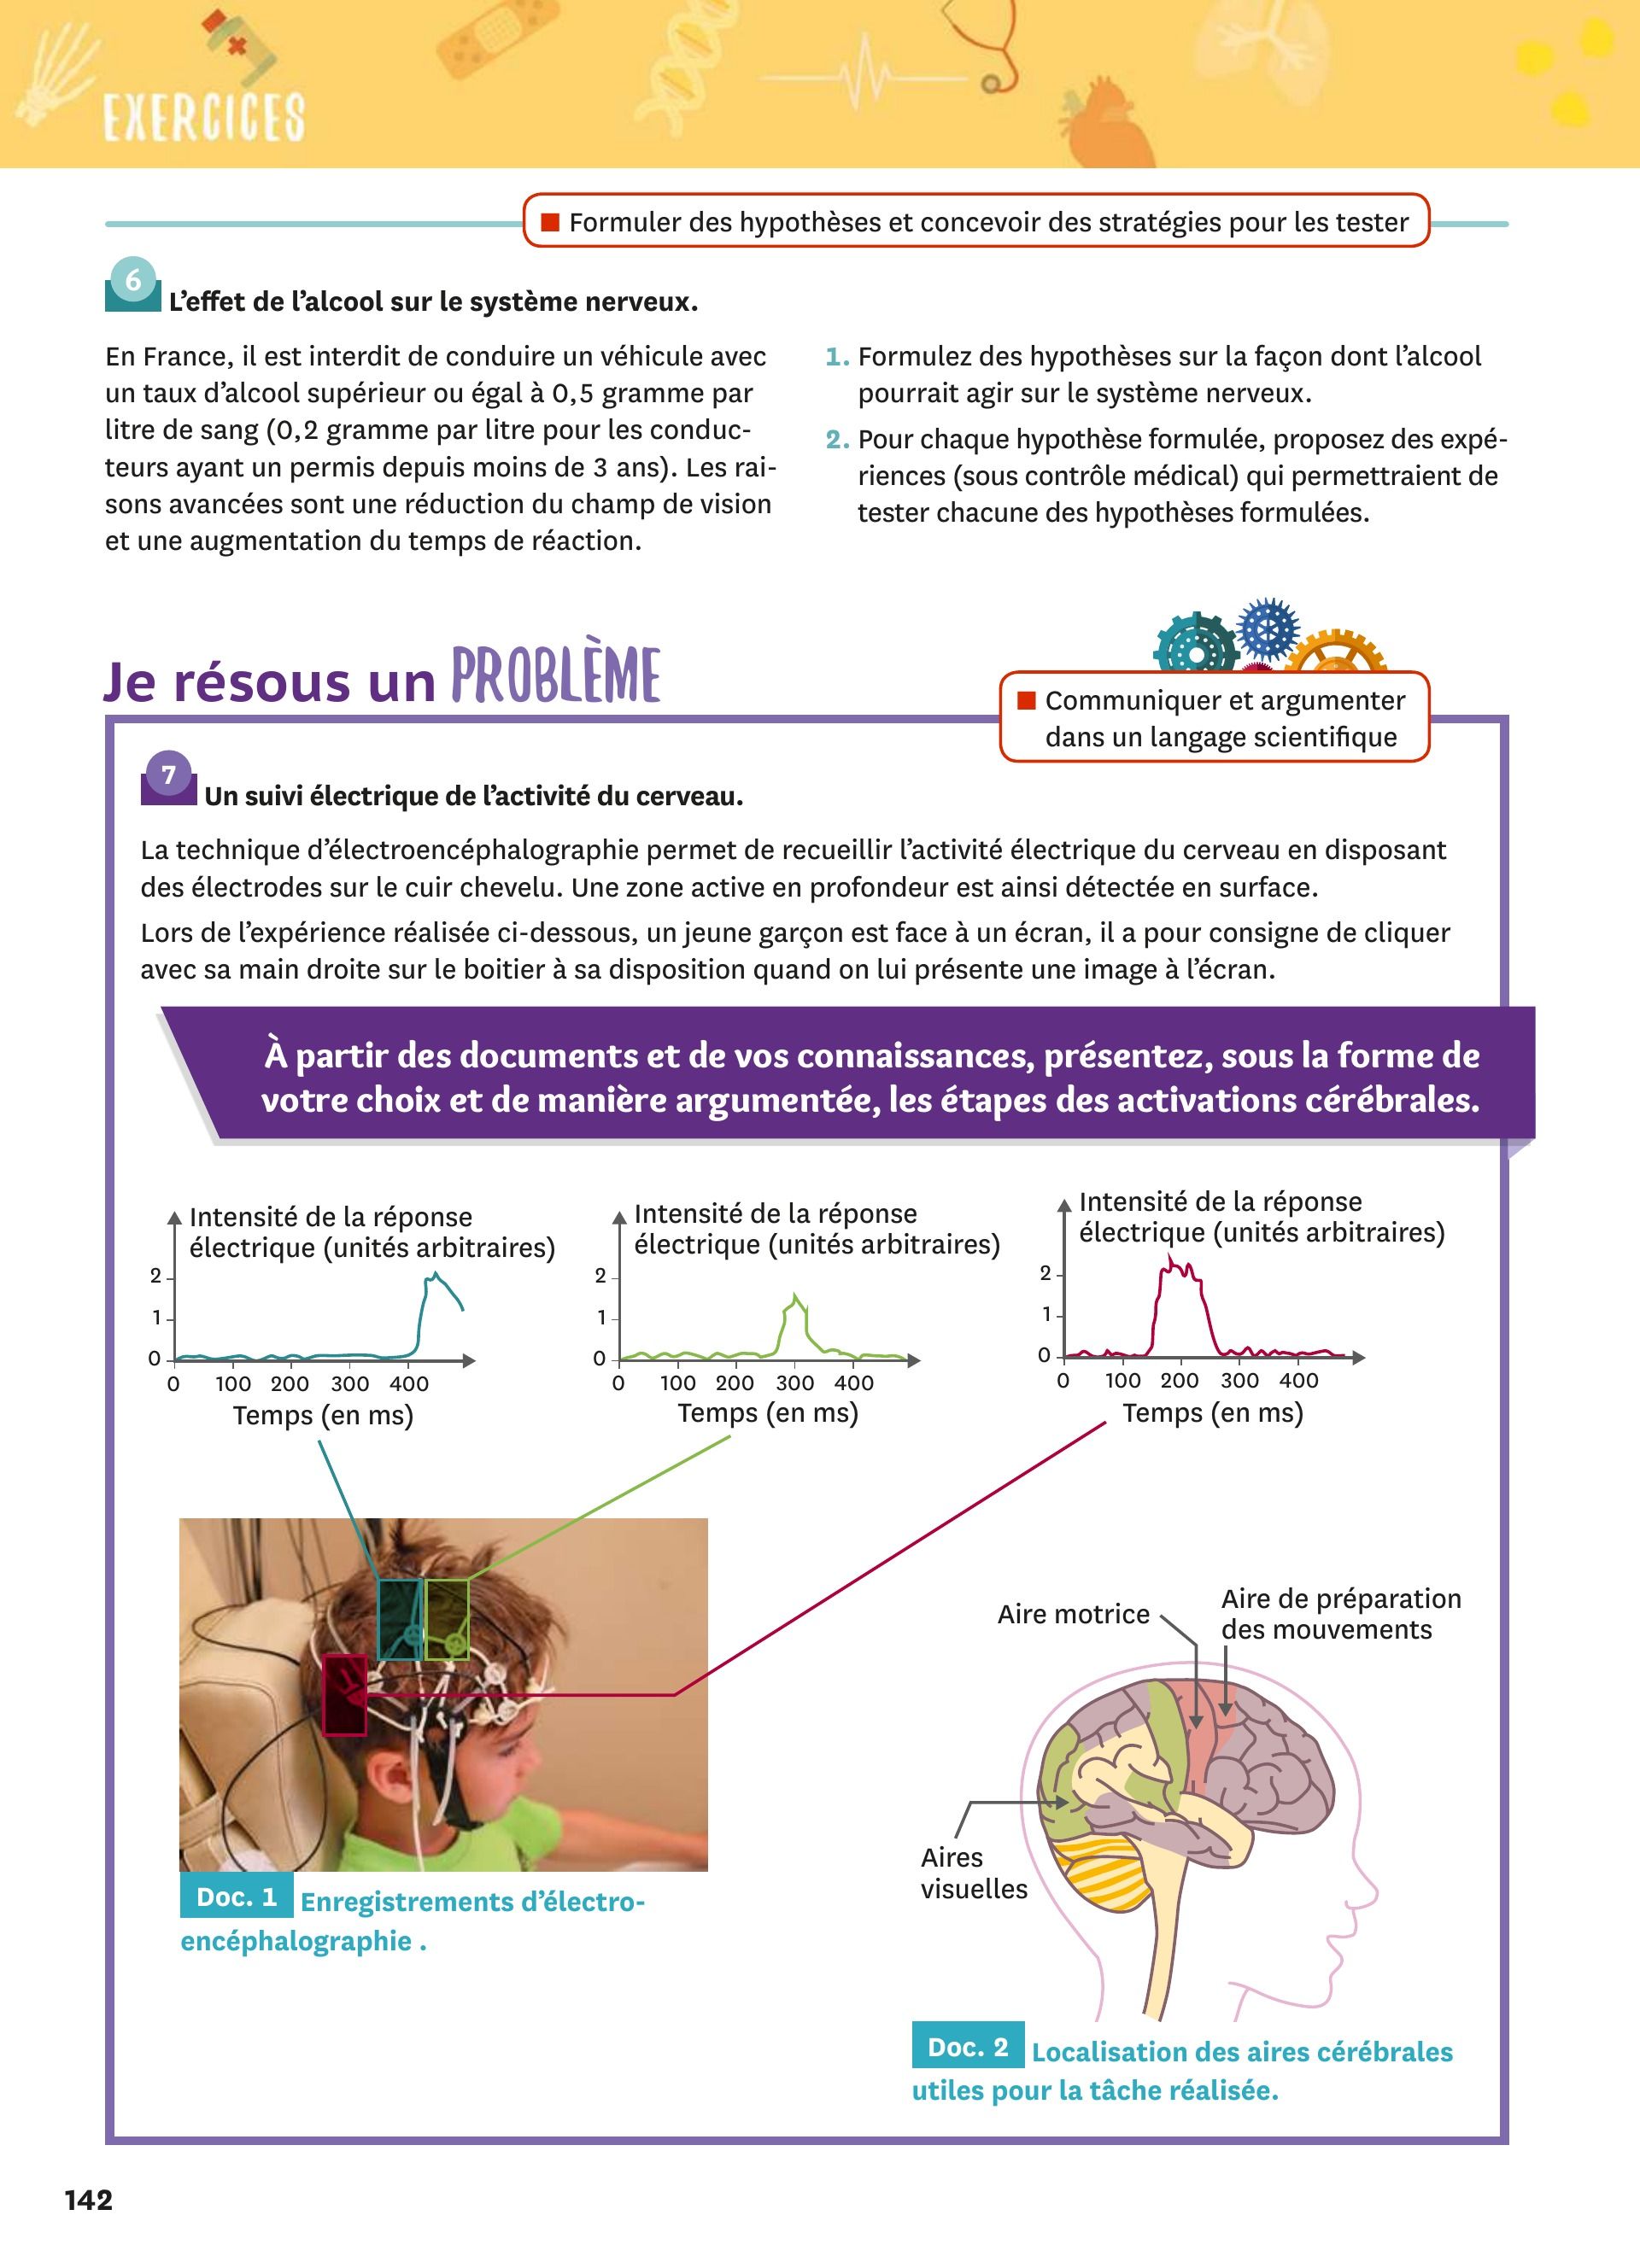 EXERCICES
■ Formuler des hypothèses et concevoir des stratégies pour les tester
6
L'effet de l'alcool sur le système nerveux.
En France, il est interdit de conduire un véhicule avec
un taux d'alcool supérieur ou égal à 0,5 gramme par
litre de sang (0,2 gramme par litre pour les conduc-
teurs ayant un permis depuis moins de 3 ans). Les rai-
sons avancées sont une réduction du champ de vision
et une augmentation du temps de réaction.
1. Formulez des hypothèses sur la façon dont l'alcool
pourrait agir sur le système nerveux.
2. Pour chaque hypothèse formulée, proposez des expé-
riences (sous contrôle médical) qui permettraient de
tester chacune des hypothèses formulées.
Je résous un PROBLÈME
■ Communiquer et argumenter
dans un langage scientifique
7
Un suivi électrique de l'activité du cerveau.
La technique d'électroencéphalographie permet de recueillir l'activité électrique du cerveau en disposant
des électrodes sur le cuir chevelu. Une zone active en profondeur est ainsi détectée en surface.
Lors de l'expérience réalisée ci-dessous, un jeune garçon est face à un écran, il a pour consigne de cliquer
avec sa main droite sur le boitier à sa disposition quand on lui présente une image à l'écran.
À partir des documents et de vos connaissances, présentez, sous la forme de
votre choix et de manière argumentée, les étapes des activations cérébrales.
Intensité de la réponse
électrique (unités arbitraires)
2
1
0
0 100 200 300 400
Temps (en ms)
Intensité de la réponse
électrique (unités arbitraires)
2
1
0
0 100 200 300 400
Temps (en ms)
Intensité de la réponse
électrique (unités arbitraires)
2
1
0
0 100 200 300 400
Temps (en ms)
Doc. 1 Enregistrements d'électro-
encéphalographie .
Aire motrice
Aire de préparation
des mouvements
Aires
visuelles
Doc. 2 Localisation des aires cérébrales
utiles pour la tâche réalisée.
142